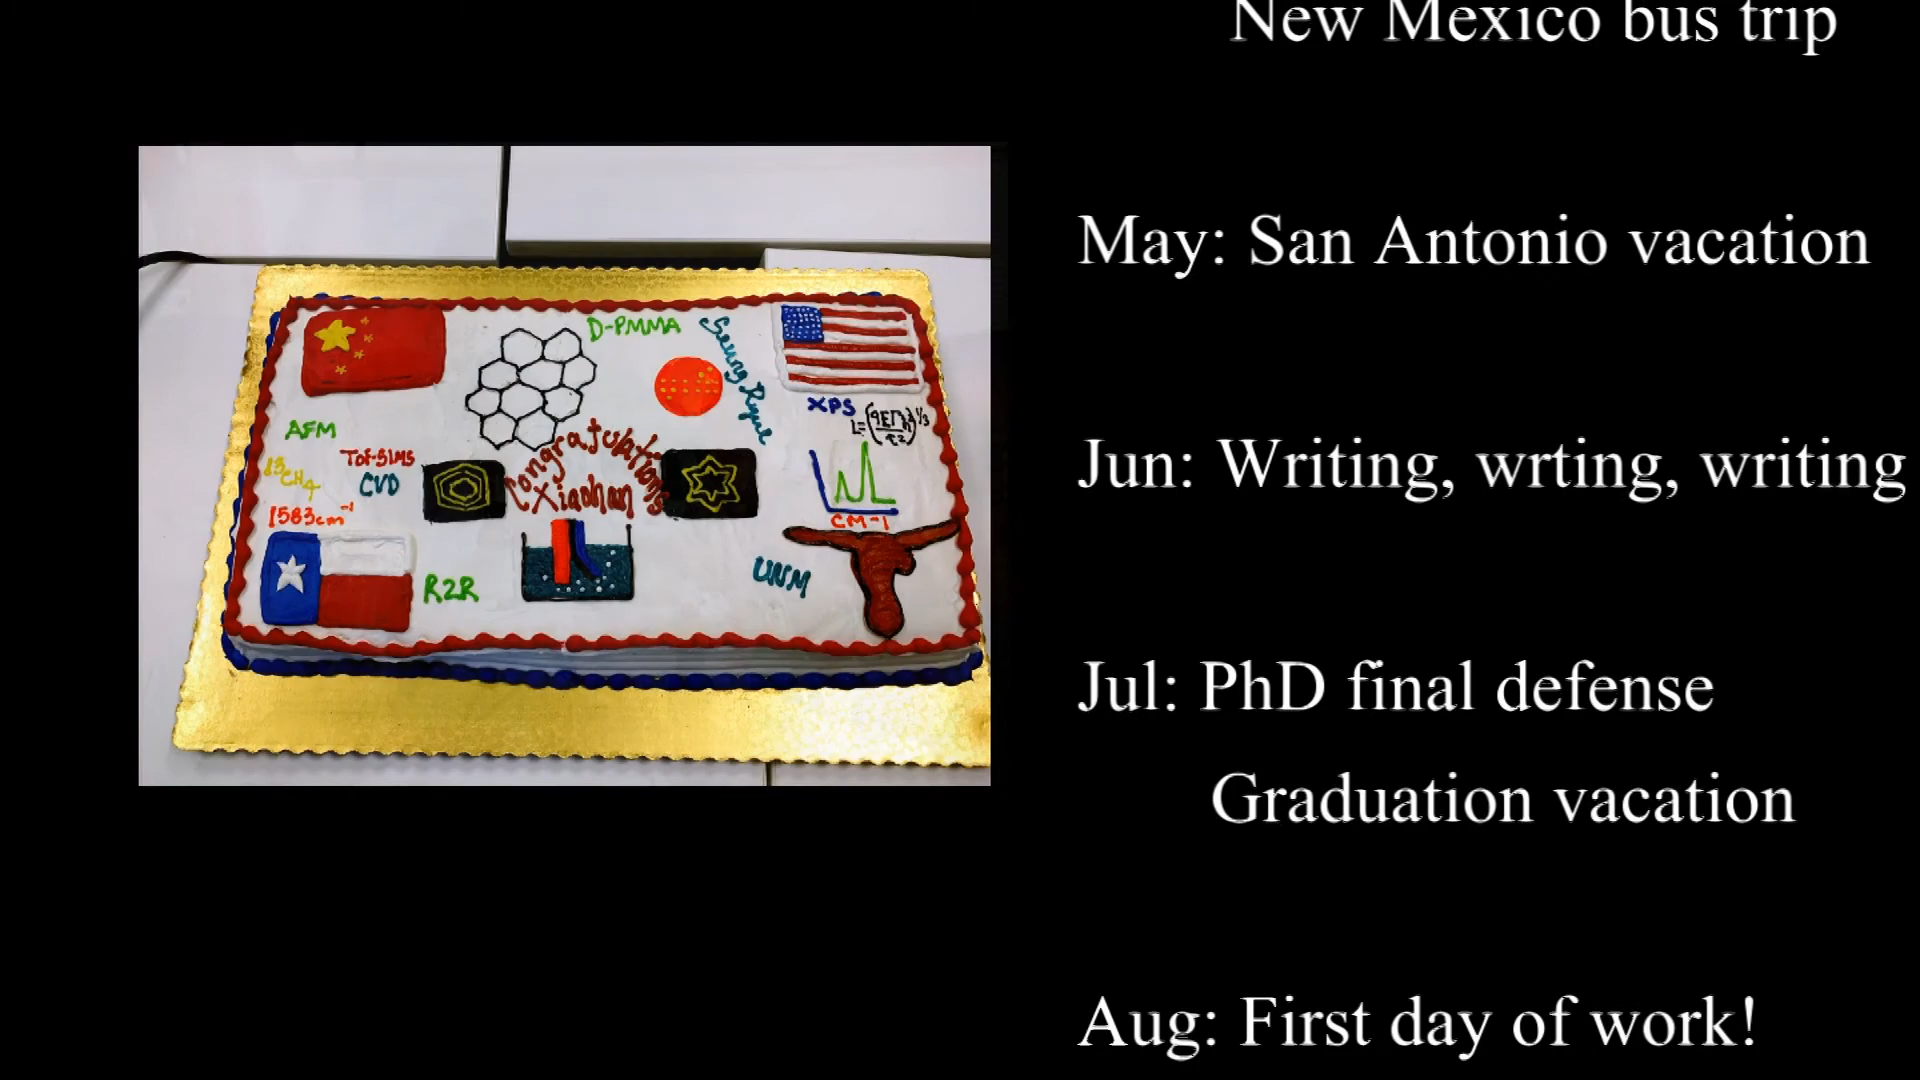 New Mexico bus trip
May: San Antonio vacation
Jun: Writing, wrting, writing
Jul: PhD final defense
Graduation vacation
Aug: First day of work!
D-PMMA
XPS
AFM
ToF-SIMS
13CH4
CVD
1583cm-1
Congratulations
Xiaohan
CM-1
R2R
UNM